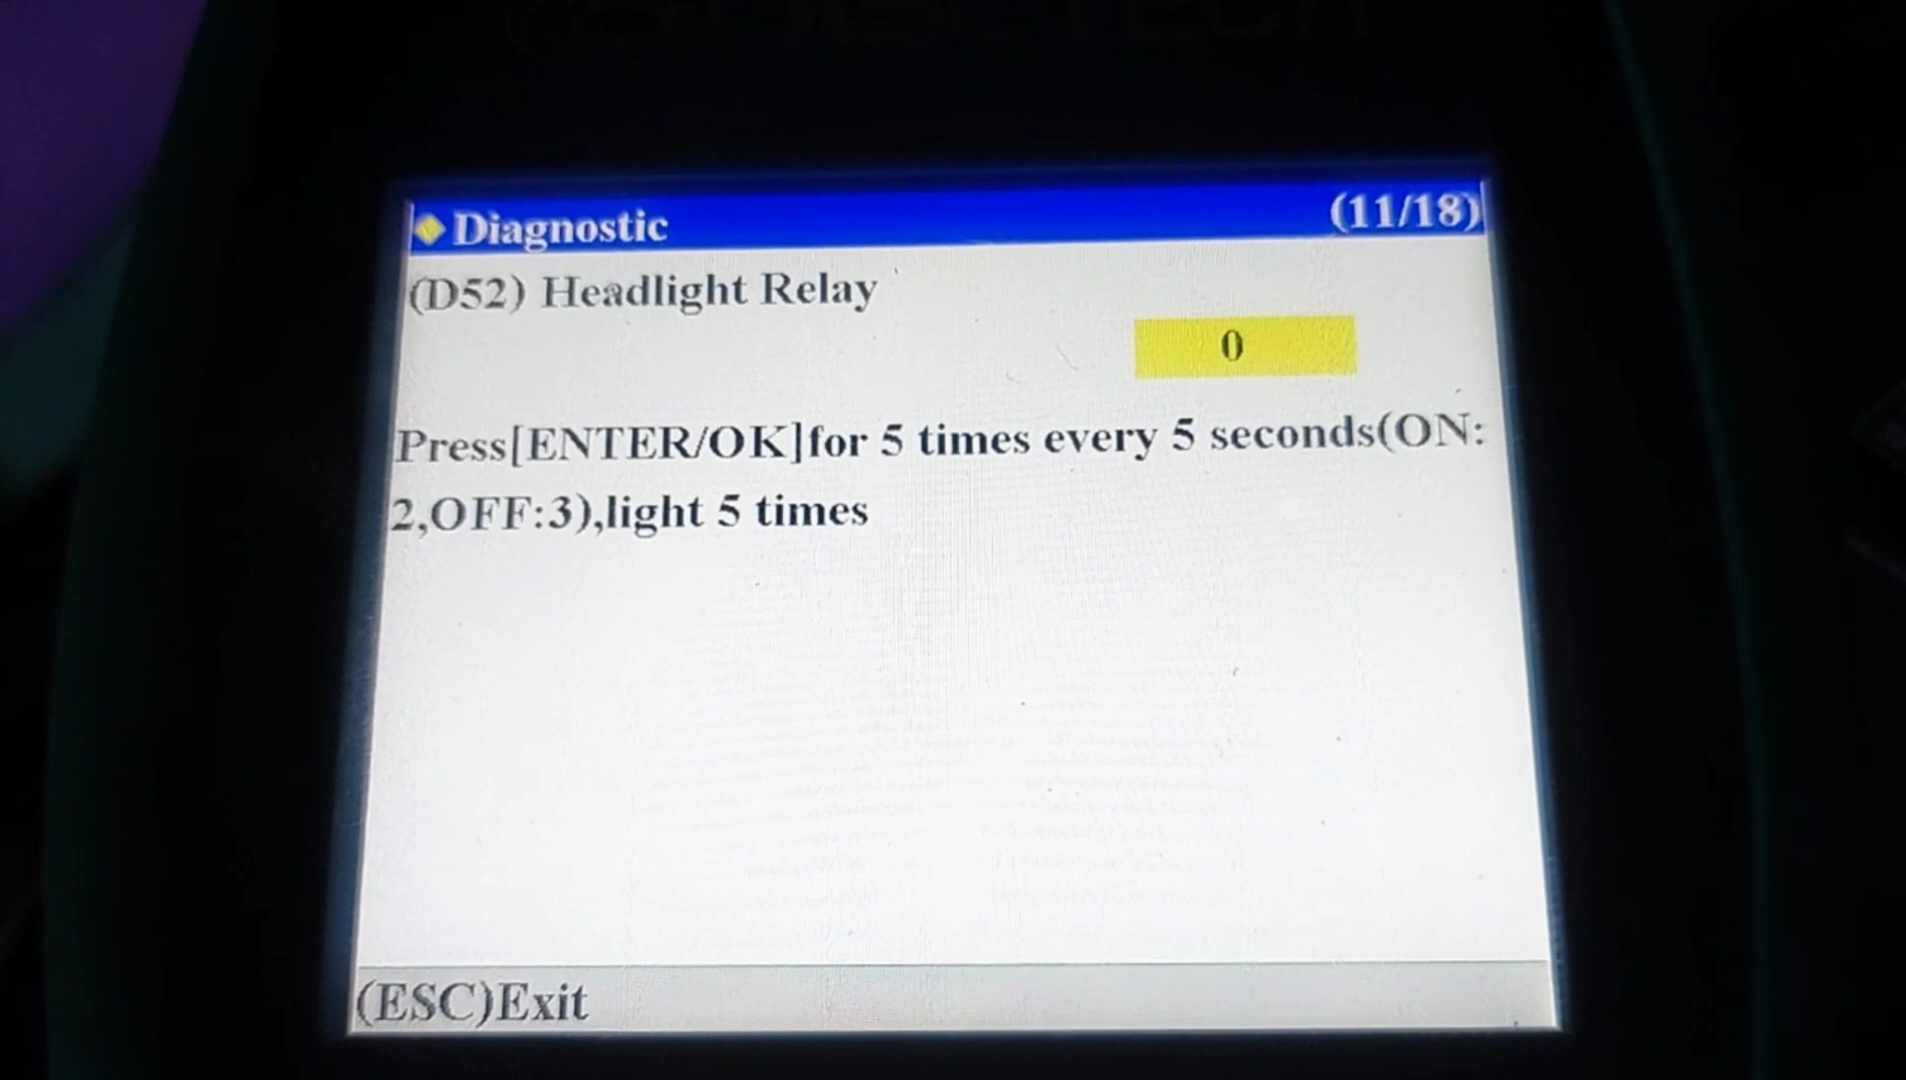 Diagnostic (11/18)
(D52) Headlight Relay
0
Press[ENTER/OK]for 5 times every 5 seconds(ON:
2,OFF:3),light 5 times
(ESC)Exit